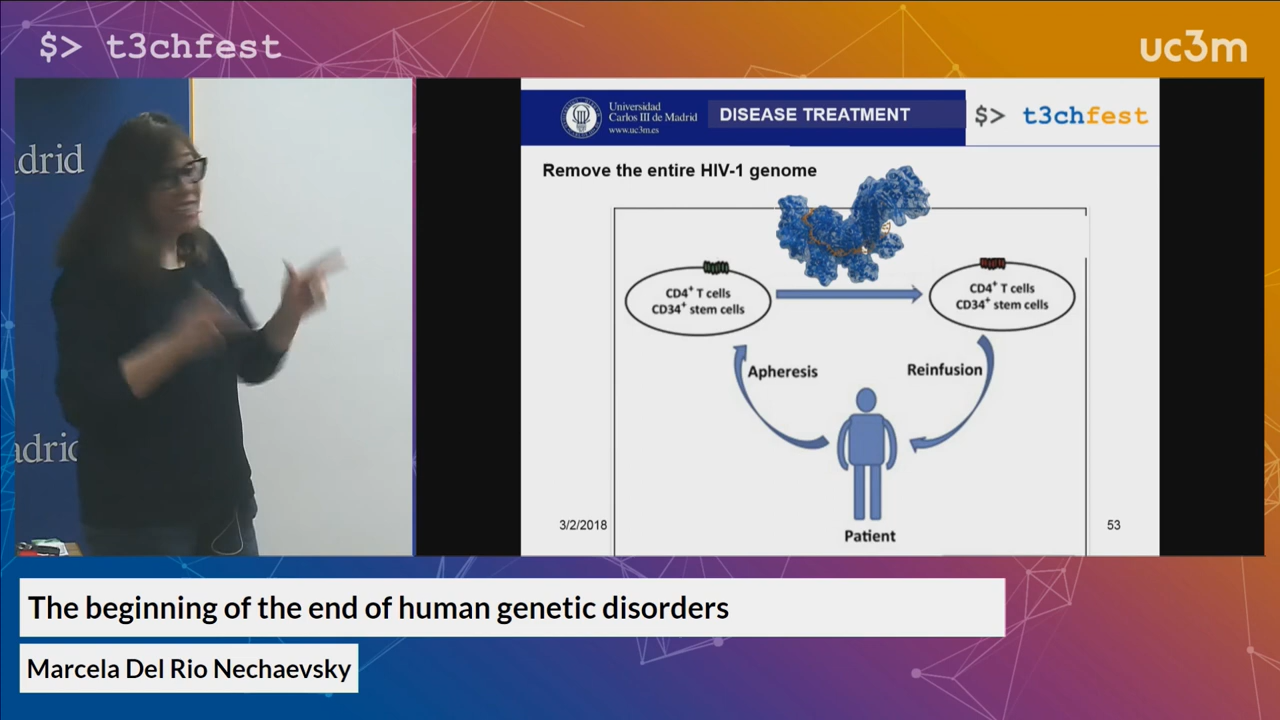 $> t3chfest
uc3m
adrid
adrid
Universidad
Carlos III de Madrid
www.uc3m.es
DISEASE TREATMENT
$> t3chfest
Remove the entire HIV-1 genome
CD4+ T cells
CD34+ stem cells
CD4+ T cells
CD34+ stem cells
Apheresis
Reinfusion
3/2/2018
53
Patient
The beginning of the end of human genetic disorders
Marcela Del Rio Nechaevsky